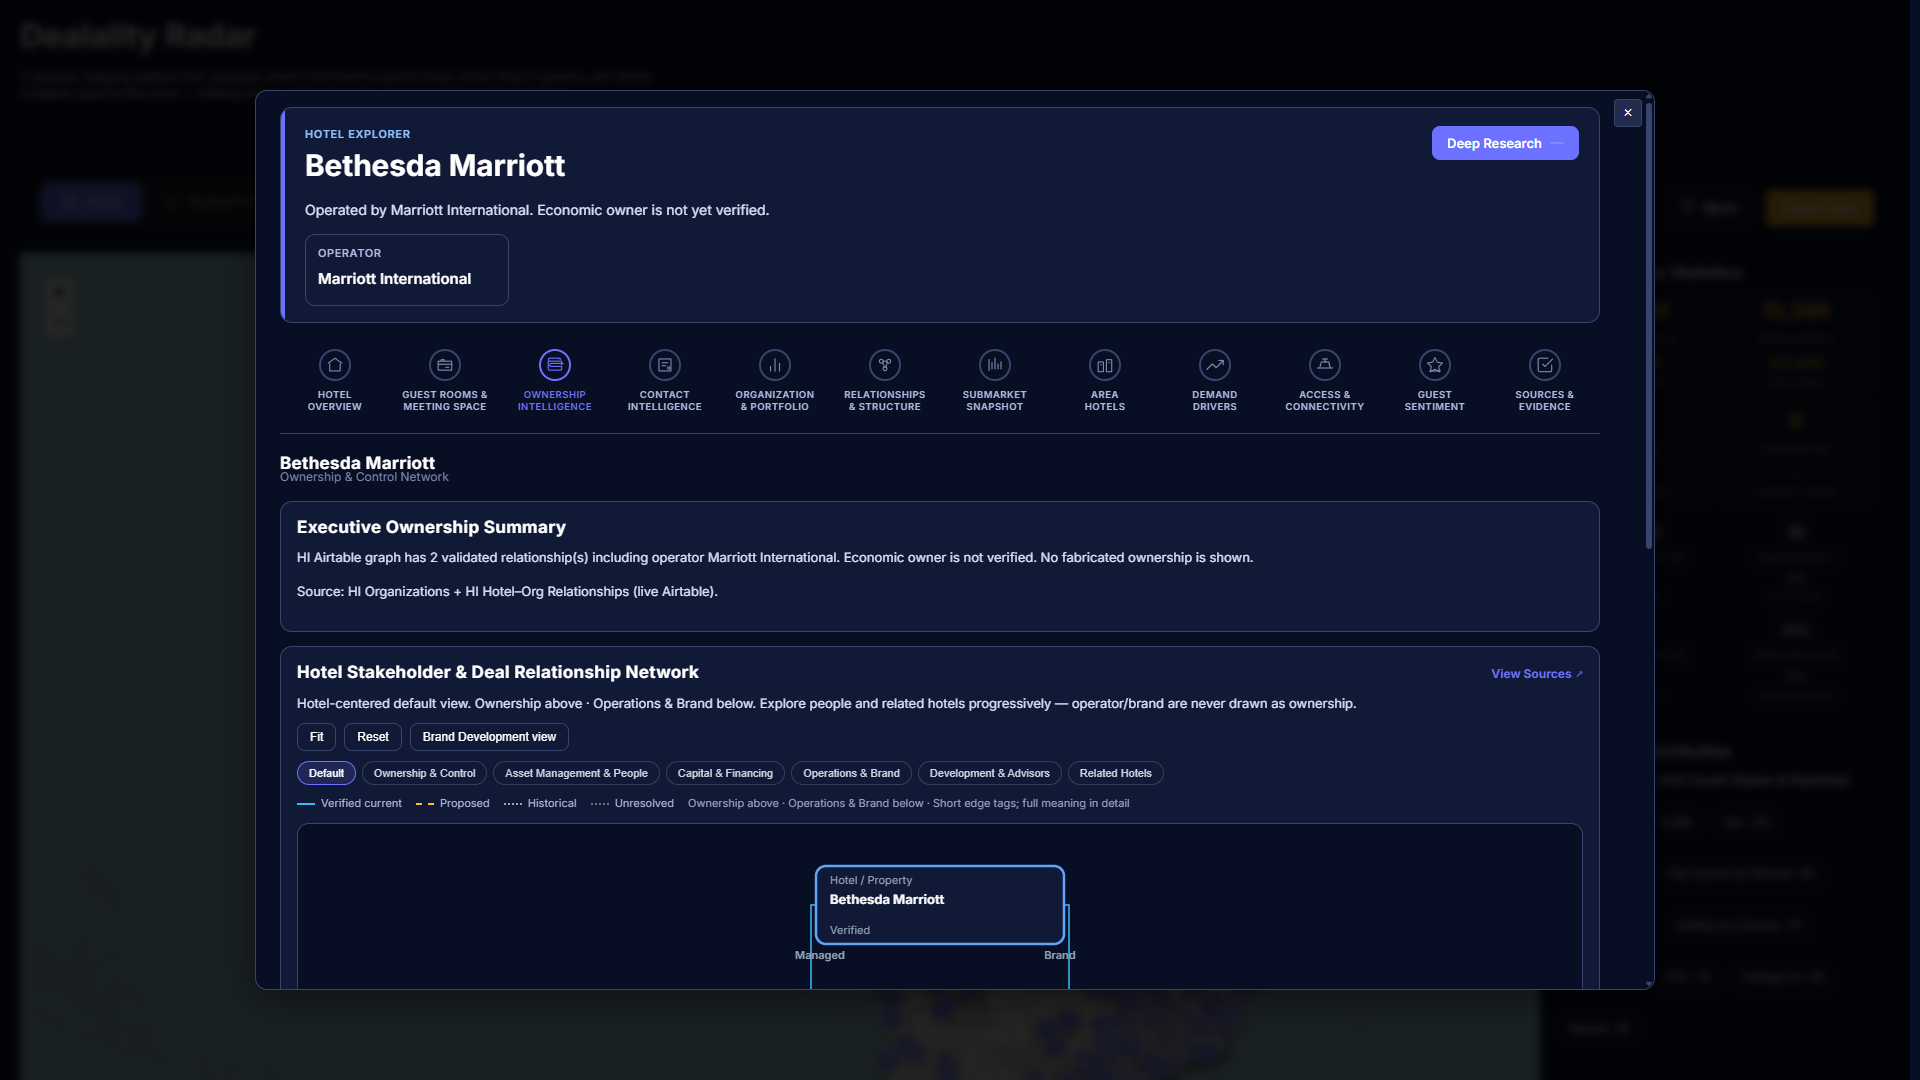 Dealality Radar
HOTEL EXPLORER
Bethesda Marriott
Deep Research
Operated by Marriott International. Economic owner is not yet verified.
OPERATOR
Marriott International
HOTEL OVERVIEW
GUEST ROOMS & MEETING SPACE
OWNERSHIP INTELLIGENCE
CONTACT INTELLIGENCE
ORGANIZATION & PORTFOLIO
RELATIONSHIPS & STRUCTURE
SUBMARKET SNAPSHOT
AREA HOTELS
DEMAND DRIVERS
ACCESS & CONNECTIVITY
GUEST SENTIMENT
SOURCES & EVIDENCE
Bethesda Marriott
Ownership & Control Network
Executive Ownership Summary
HI Airtable graph has 2 validated relationship(s) including operator Marriott International. Economic owner is not verified. No fabricated ownership is shown.
Source: HI Organizations + HI Hotel–Org Relationships (live Airtable).
Hotel Stakeholder & Deal Relationship Network
View Sources ↗
Hotel-centered default view. Ownership above · Operations & Brand below. Explore people and related hotels progressively — operator/brand are never drawn as ownership.
Fit Reset Brand Development view
Default Ownership & Control Asset Management & People Capital & Financing Operations & Brand Development & Advisors Related Hotels
Verified current Proposed Historical Unresolved Ownership above · Operations & Brand below · Short edge tags; full meaning in detail
Hotel / Property
Bethesda Marriott
Verified
Managed Brand